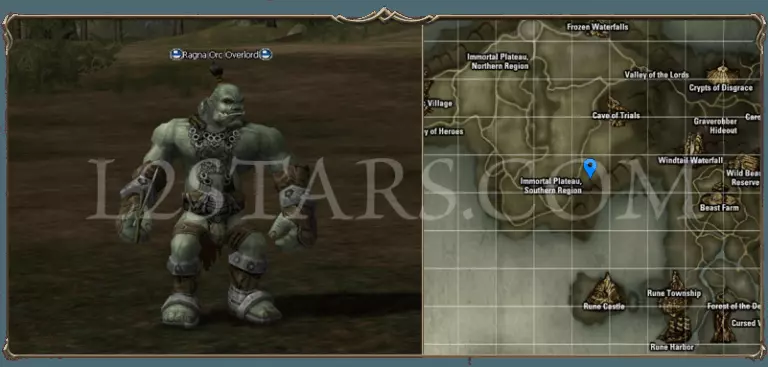 Ragna Orc Overlord
L2STARS.COM
Frozen Waterfalls
Immortal Plateau,
Northern Region
Valley of the Lords
Crypts of Disgrace
Village
Cave of Trials
y of Heroes
Graverobber
Hideout
Windtail Waterfall
Immortal Plateau,
Southern Region
Wild Bea
Reserve
Beast Farm
Rune Castle
Rune Township
Forest of the De
Cursed V
Rune Harbor